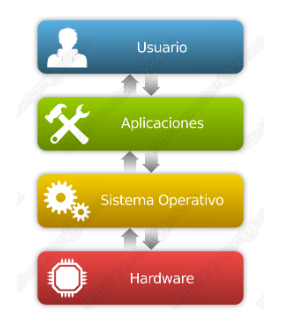 Usuario
Aplicaciones
Sistema Operativo
Hardware